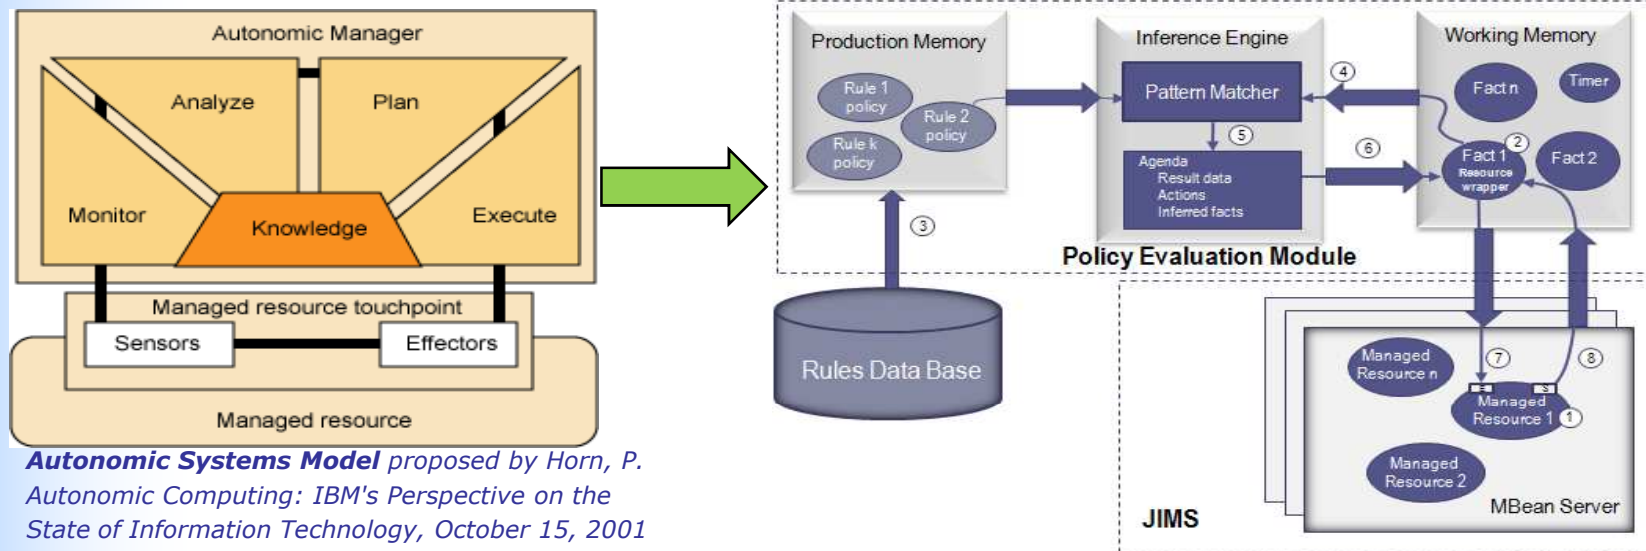 Autonomic Manager
Analyze
Plan
Monitor
Knowledge
Execute
Managed resource touchpoint
Sensors
Effectors
Managed resource
Autonomic Systems Model proposed by Horn, P.
Autonomic Computing: IBM's Perspective on the
State of Information Technology, October 15, 2001
Production Memory
Rule 1
policy
Rule 2
policy
Rule k
policy
Inference Engine
Pattern Matcher
5
Agenda
Result data
Actions
Inferred facts
Working Memory
4
Fact n
Timer
6
Fact 1
Resource
wrapper
2
Fact 2
3
Policy Evaluation Module
Rules Data Base
Managed
Resource n
7
8
E
S
Managed
Resource 1
1
Managed
Resource 2
MBean Server
JIMS